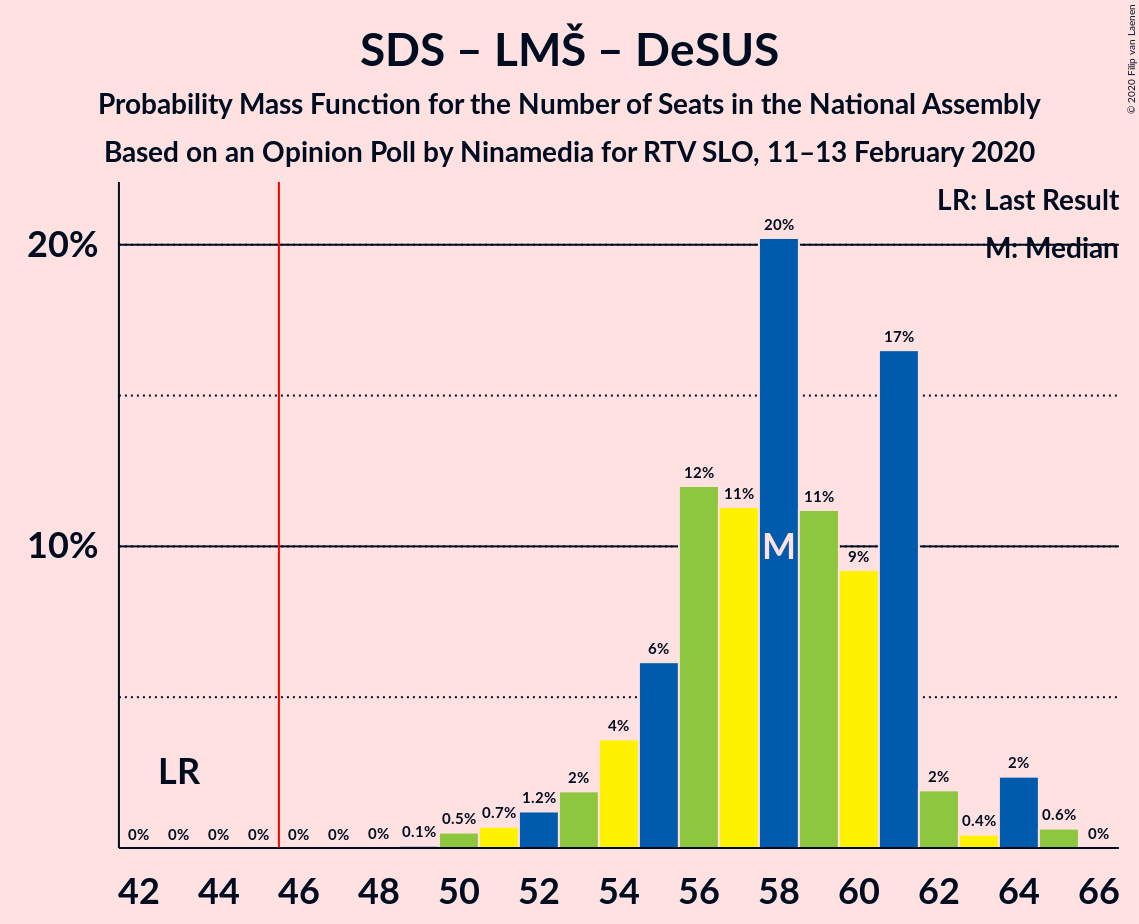 SDS – LMŠ – DeSUS
Probability Mass Function for the Number of Seats in the National Assembly
Based on an Opinion Poll by Ninamedia for RTV SLO, 11–13 February 2020
© 2020 Filip van Laenen
LR: Last Result
M: Median
20%
10%
20%
17%
12%
11%
11%
9%
M
6%
4%
2%
1.2%
0.7%
0.5%
0.1%
2%
0.4%
2%
0.6%
0%
LR
0% 0% 0% 0% 0% 0% 0%
42 44 46 48 50 52 54 56 58 60 62 64 66